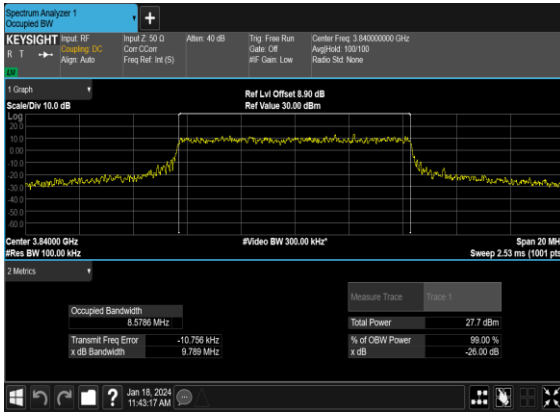 Spectrum Analyzer 1
Occupied BW
KEYSIGHT
R T
LXI
Input: RF
Coupling: DC
Align: Auto
Input Z: 50 Ω
Corr CCorr
Freq Ref: Int (S)
Atten: 40 dB
Trig: Free Run
Gate: Off
#IF Gain: Low
Center Freq: 3.840000000 GHz
Avg|Hold: 100/100
Radio Std: None
1 Graph
Scale/Div 10.0 dB
Ref Lvl Offset 8.90 dB
Ref Value 30.00 dBm
Log
20.0
10.0
0.00
-10.0
-20.0
-30.0
-40.0
-50.0
-60.0
Center 3.84000 GHz
#Video BW 300.00 kHz*
Span 20 MH
#Res BW 100.00 kHz
Sweep 2.53 ms (1001 pts
2 Metrics
Measure Trace
Trace 1
Occupied Bandwidth
8.5786 MHz
Total Power
27.7 dBm
Transmit Freq Error
-10.756 kHz
% of OBW Power
99.00 %
x dB Bandwidth
9.789 MHz
x dB
-26.00 dB
Jan 18, 2024
11:43:17 AM